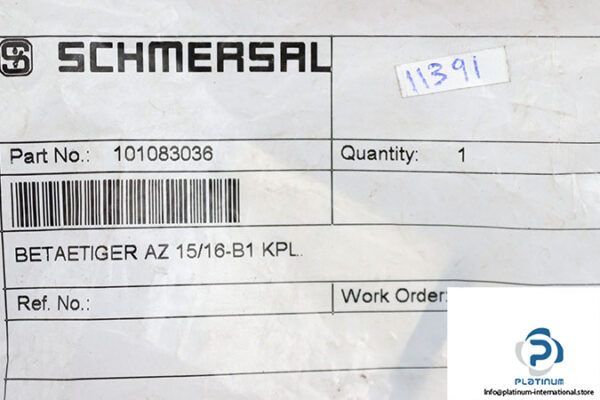 SCHMERSAL
11391
Part No.: 101083036
Quantity: 1
BETAETIGER AZ 15/16-B1 KPL.
Ref. No.:
Work Order:
PLATINUM
Info@platinum-international.store